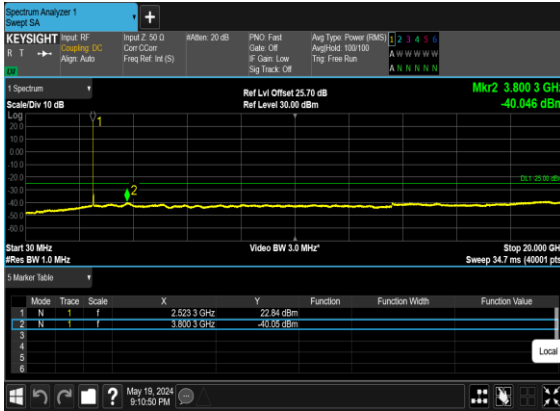 Spectrum Analyzer 1
Swept SA
+
KEYSIGHT Input: RF Input Z: 50 Ω #Atten: 20 dB PNO: Fast Avg Type: Power (RMS) 1 2 3 4 5 6
R T Coupling: DC Corr CCorr Gate: Off Avg|Hold: 100/100 A W W W W W
Align: Auto Freq Ref: Int (S) IF Gain: Low Trig: Free Run
Sig Track: Off A N N N N N
1 Spectrum Ref Lvl Offset 25.70 dB Mkr2 3.800 3 GHz
Scale/Div 10 dB Ref Level 30.00 dBm -40.046 dBm
Log
20.0
10.0
0.00
-10.0
-20.0
-30.0
-40.0
-50.0
-60.0
1
2
DL1 -25.00 dBm
Start 30 MHz Video BW 3.0 MHz* Stop 20.000 GHz
#Res BW 1.0 MHz Sweep 34.7 ms (40001 pts)
5 Marker Table
Mode Trace Scale X Y Function Function Width Function Value
1 N 1 f 2.523 3 GHz 22.84 dBm
2 N 1 f 3.800 3 GHz -40.05 dBm
3
4
5
6
Local
? May 19, 2024
9:10:50 PM